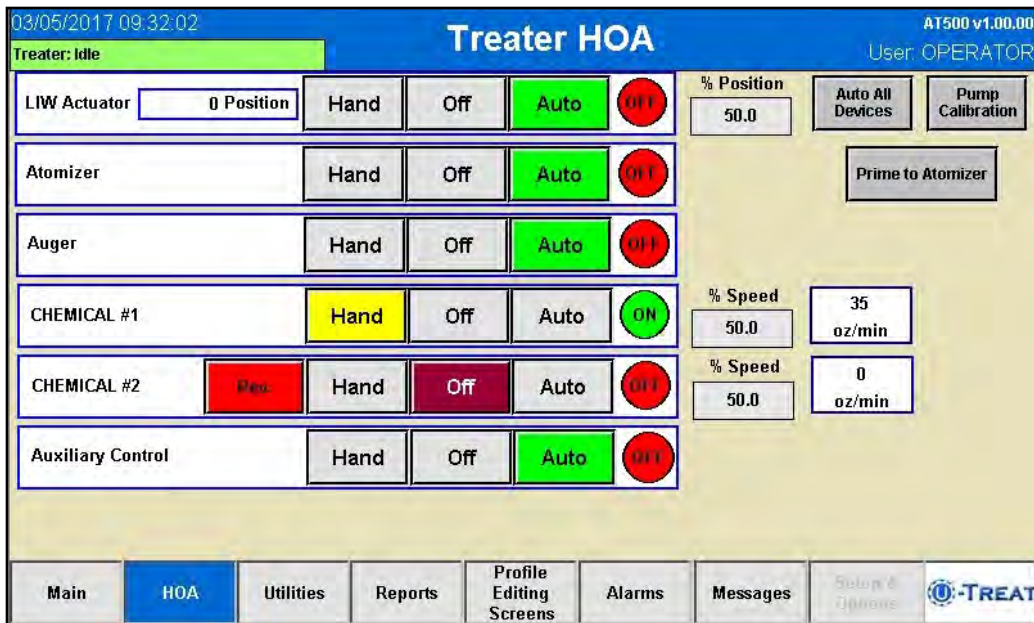 03/05/2017 09:32:02
Treater HOA
AT500 v1.00.00
Treater: Idle
User: OPERATOR
LIW Actuator 0 Position Hand Off Auto OFF
% Position
50.0
Auto All
Devices
Pump
Calibration
Atomizer Hand Off Auto OFF
Prime to Atomizer
Auger Hand Off Auto OFF
CHEMICAL #1 Hand Off Auto ON
% Speed
50.0
35
oz/min
CHEMICAL #2 Hand Off Auto OFF
% Speed
50.0
0
oz/min
Auxiliary Control Hand Off Auto OFF
Main
HOA
Utilities
Reports
Profile
Editing
Screens
Alarms
Messages
Setup &
Options
U-TREAT